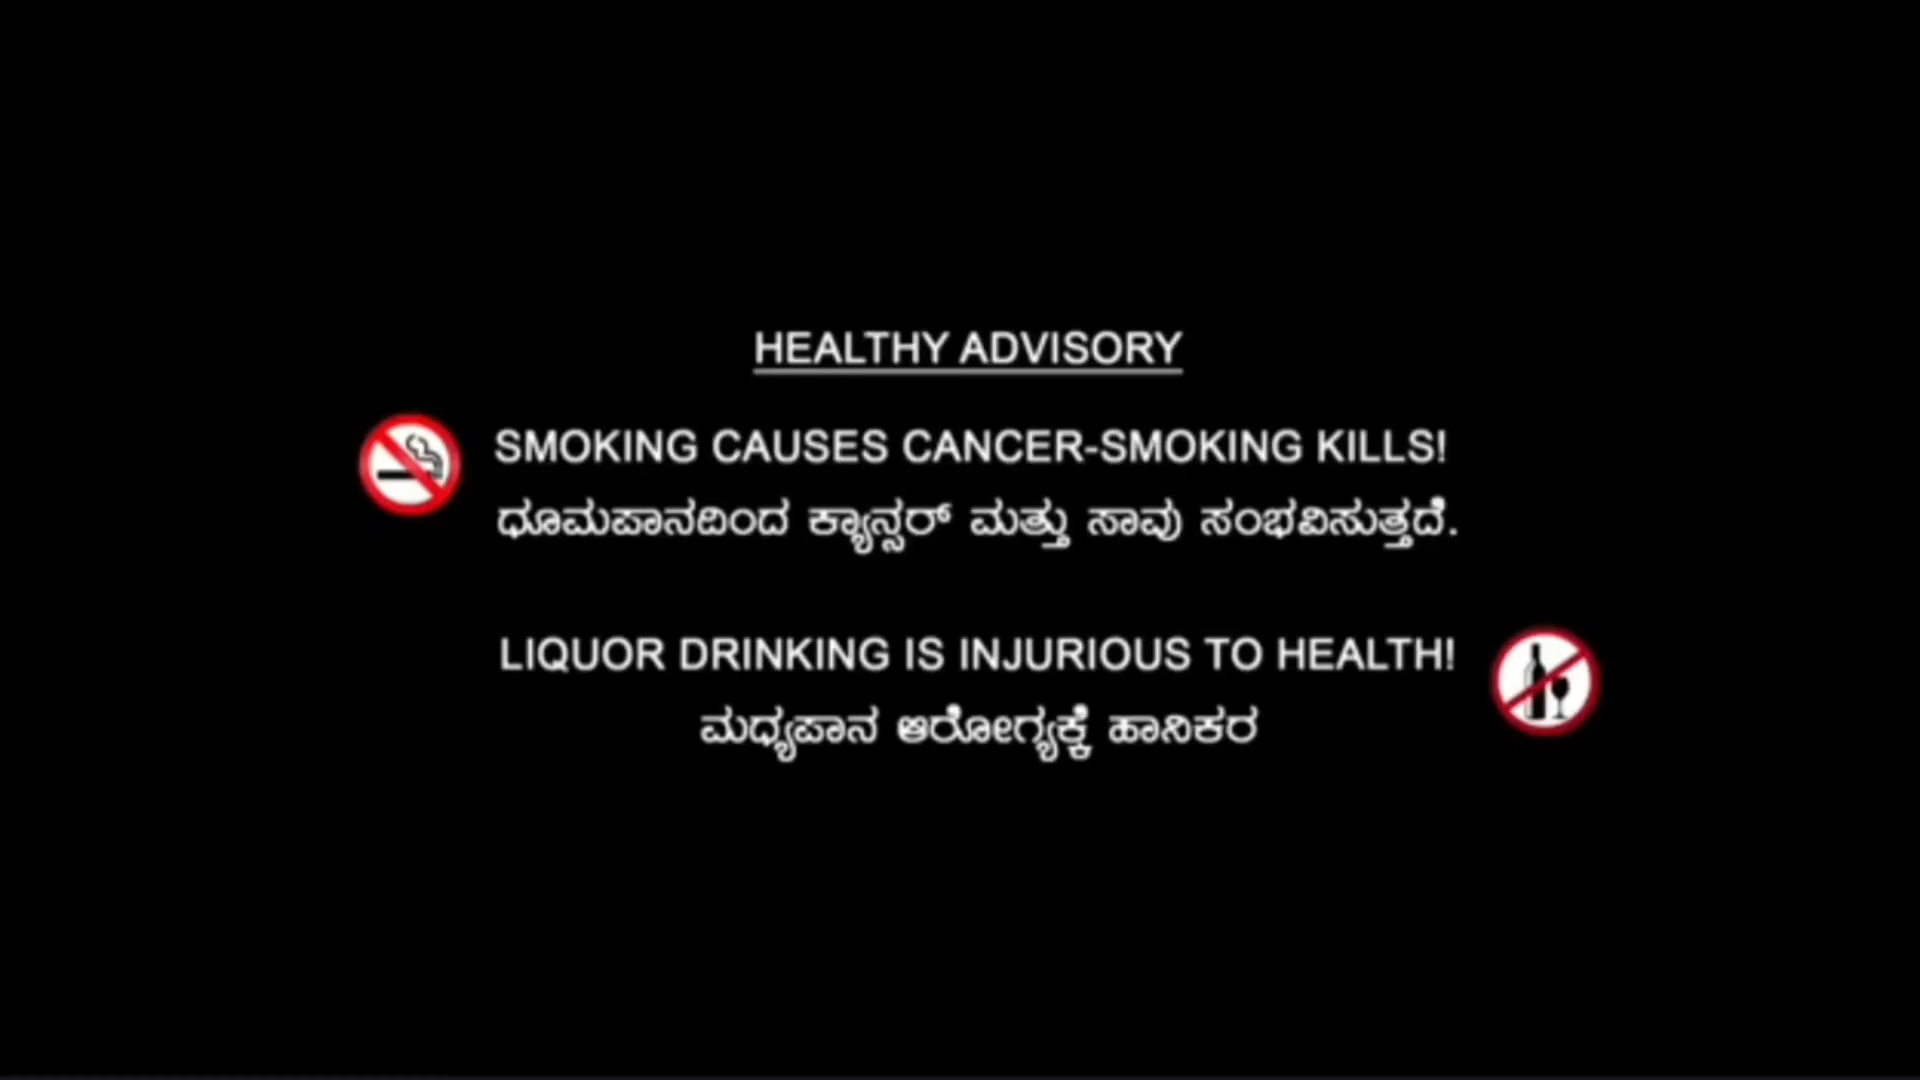 HEALTHY ADVISORY
SMOKING CAUSES CANCER-SMOKING KILLS!
ಧೂಮಪಾನದಿಂದ ಕ್ಯಾನ್ಸರ್ ಮತ್ತು ಸಾವು ಸಂಭವಿಸುತ್ತದೆ.
LIQUOR DRINKING IS INJURIOUS TO HEALTH!
ಮಧ್ಯಪಾನ ಆರೋಗ್ಯಕ್ಕೆ ಹಾನಿಕರ